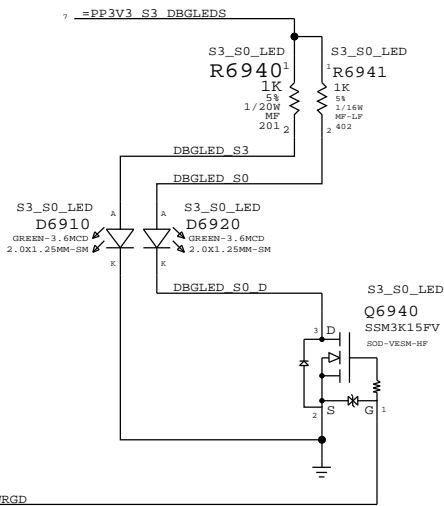 7 =PP3V3_S3_DBGLEDS
S3_S0_LED
R6940
1
1K
5%
1/20W
MF
201
2
S3_S0_LED
1
R6941
1K
5%
1/16W
MF-LF
402
2
DBGLED_S3
DBGLED_S0
S3_S0_LED
D6910
GREEN-3.6MCD
2.0X1.25MM-SM
A
K
A
K
S3_S0_LED
D6920
GREEN-3.6MCD
2.0X1.25MM-SM
DBGLED_S0_D
S3_S0_LED
Q6940
SSM3K15FV
SOD-VESM-HF
3 D
2 S
G 1